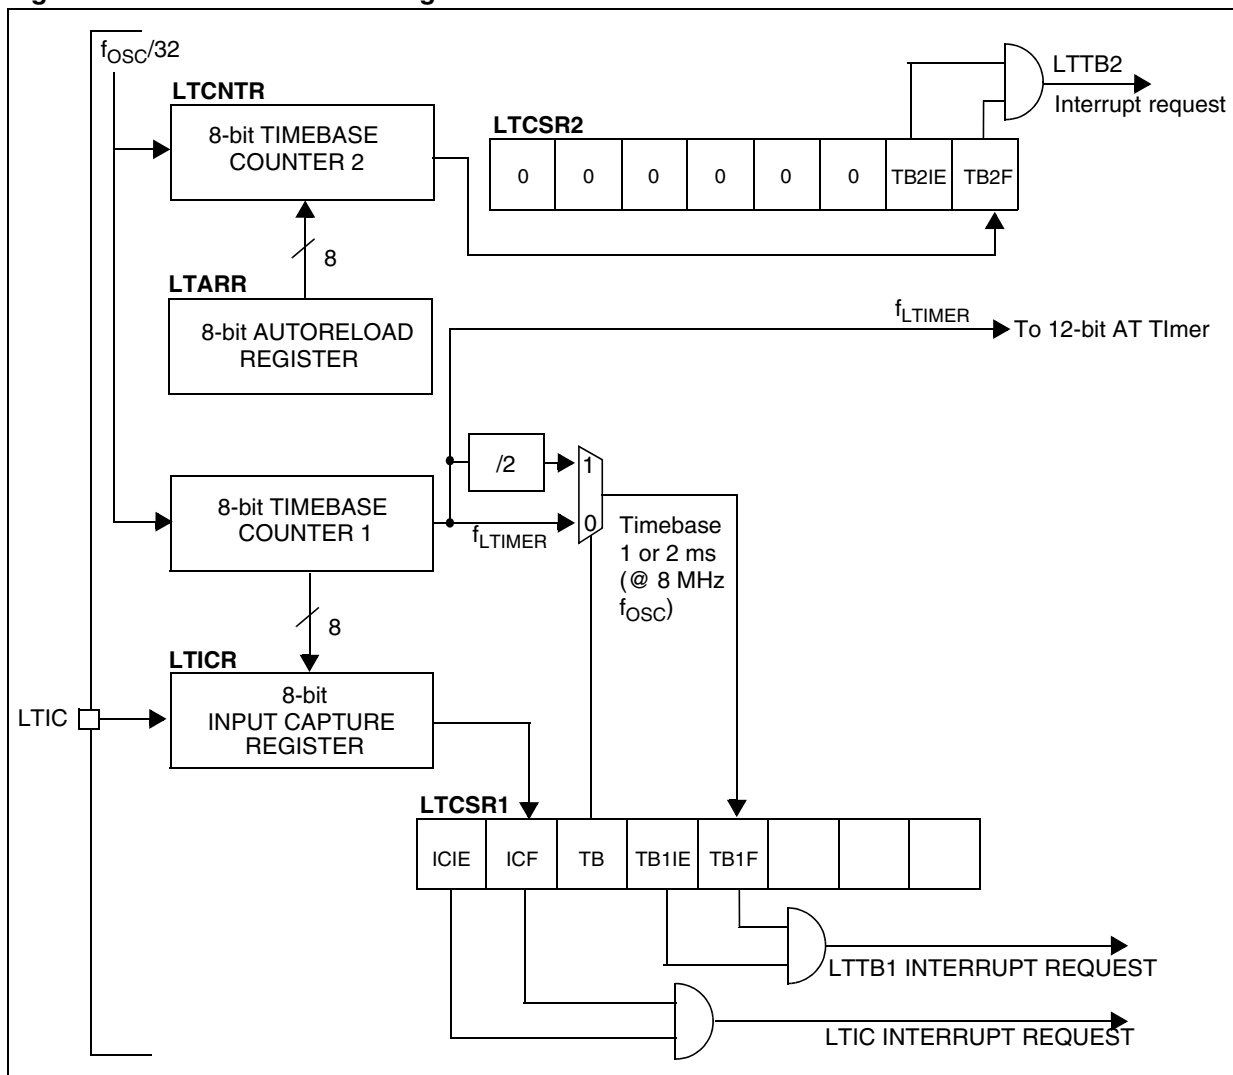 fOSC/32
LTCNTR
8-bit TIMEBASE
COUNTER 2
8
LTARR
8-bit AUTORELOAD
REGISTER
LTCSR2
0 0 0 0 0 0 TB2IE TB2F
LTTB2
Interrupt request
fLTIMER
To 12-bit AT TImer
/2
1
0
8-bit TIMEBASE
COUNTER 1
fLTIMER
Timebase
1 or 2 ms
(@ 8 MHz
fOSC)
8
LTICR
8-bit
INPUT CAPTURE
REGISTER
LTIC
LTCSR1
ICIE ICF TB TB1IE TB1F
LTTB1 INTERRUPT REQUEST
LTIC INTERRUPT REQUEST